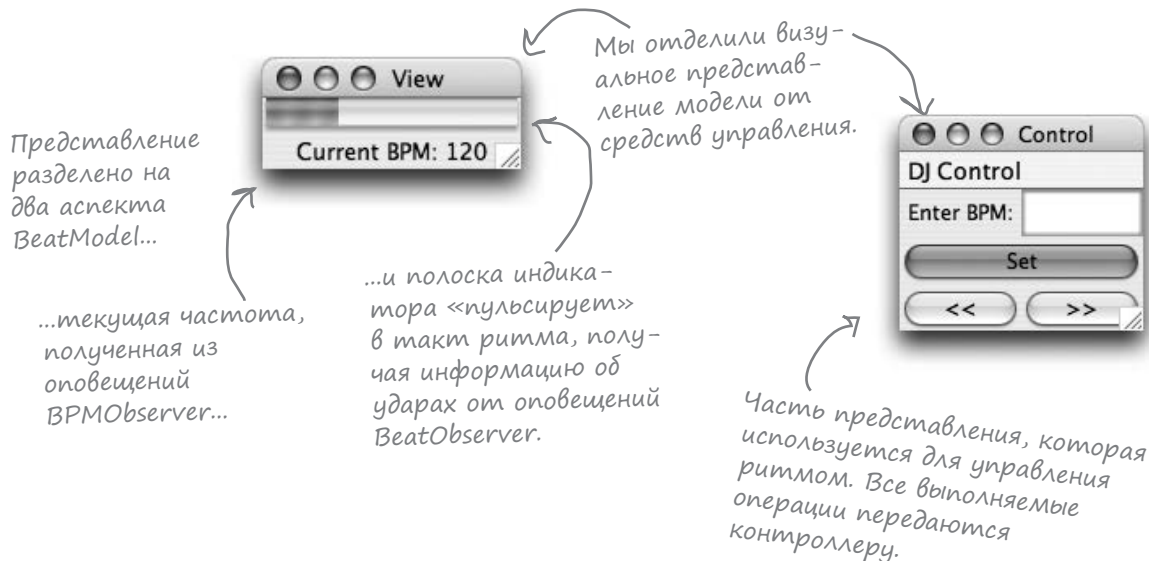 Мы отделили визу-
альное представ-
ление модели от
средств управления.
View
Current BPM: 120
Control
DJ Control
Enter BPM:
Set
<<
>>
Представление
разделено на
два аспекта
BeatModel...
...текущая частота,
полученная из
оповещений
BPMObserver...
...и полоска индика-
тора «пульсирует»
в такт ритма, полу-
чая информацию об
ударах от оповещений
BeatObserver.
Часть представления, которая
используется для управления
ритмом. Все выполняемые
операции передаются
контроллеру.